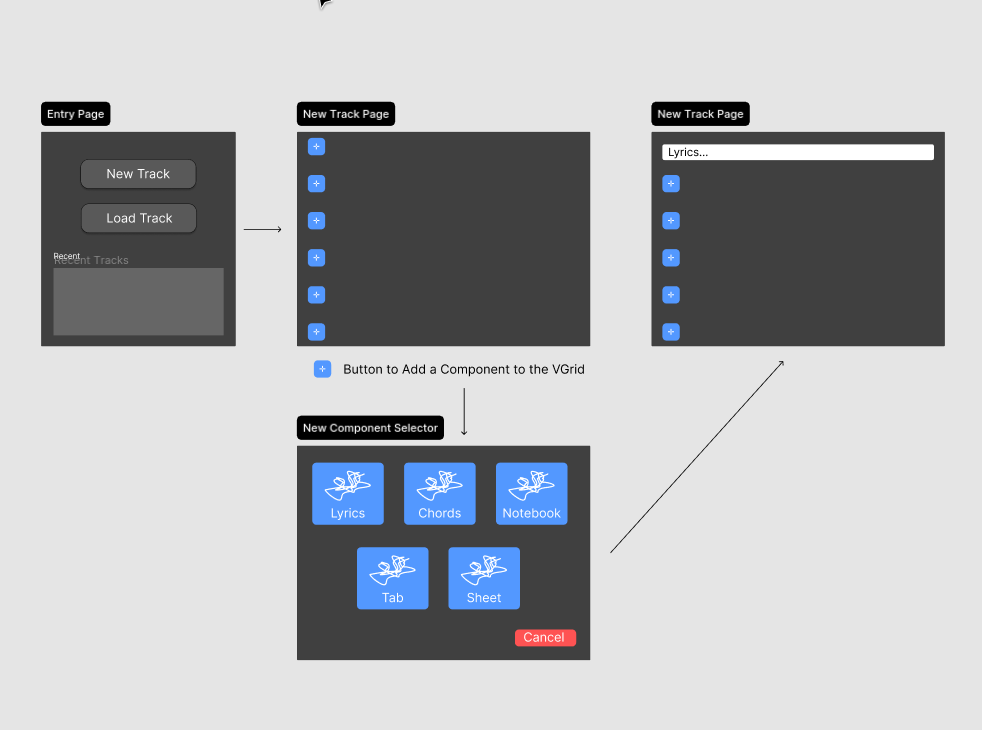 Entry Page
New Track
Load Track
Recent
Recent Tracks
New Track Page
Button to Add a Component to the VGrid
New Component Selector
Lyrics
Chords
Notebook
Tab
Sheet
Cancel
New Track Page
Lyrics...